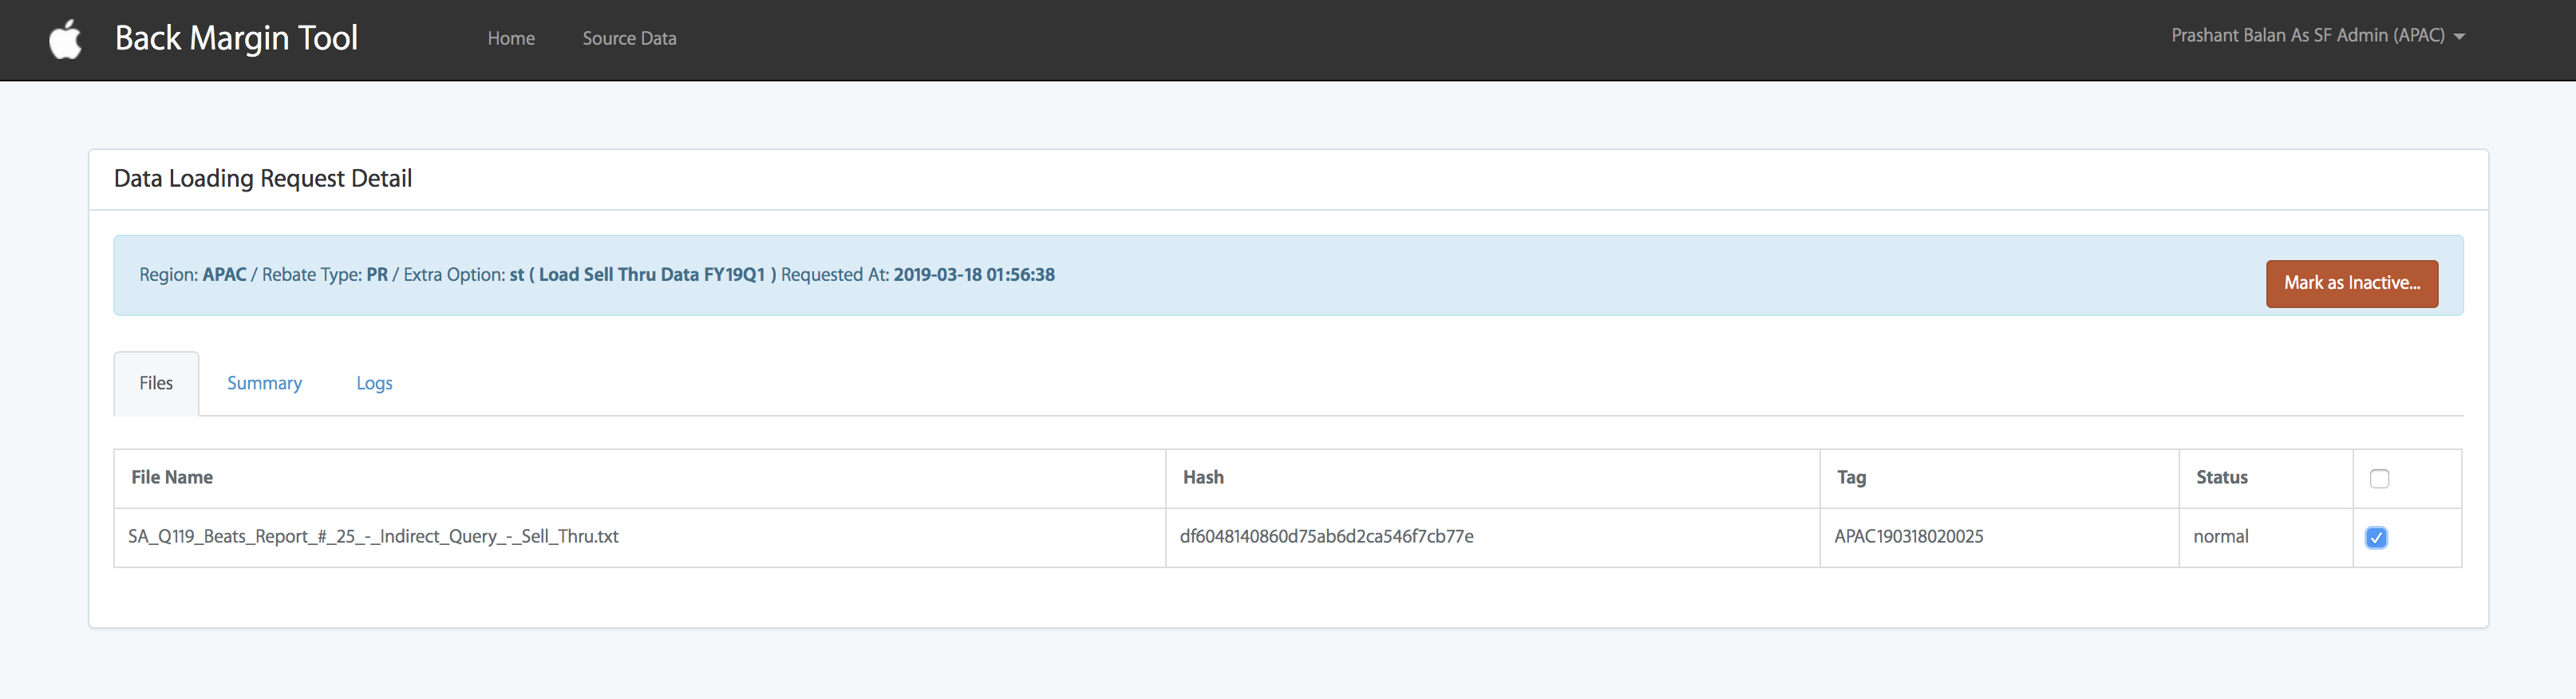 Back Margin Tool Home Source Data Prashant Balan As SF Admin (APAC)
Data Loading Request Detail
Region: APAC / Rebate Type: PR / Extra Option: st ( Load Sell Thru Data FY19Q1 ) Requested At: 2019-03-18 01:56:38
Mark as Inactive...
Files Summary Logs
File Name Hash Tag Status
SA_Q119_Beats_Report_#_25_-_Indirect_Query_-_Sell_Thru.txt df6048140860d75ab6d2ca546f7cb77e APAC190318020025 normal